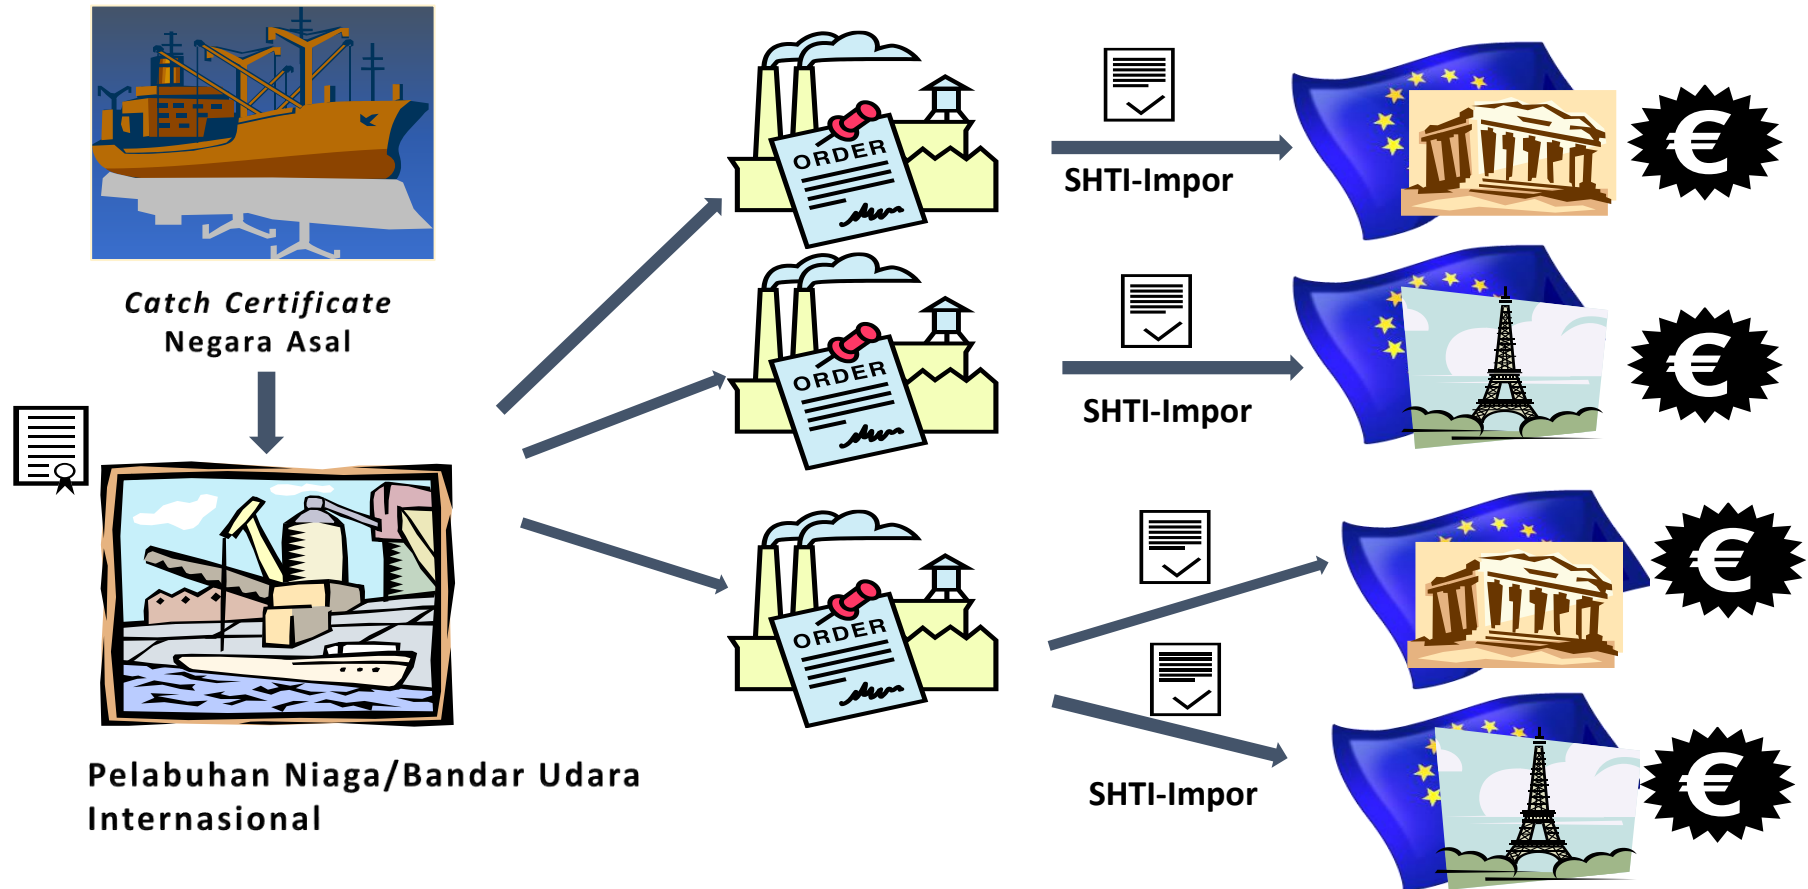 Catch Certificate
Negara Asal
Pelabuhan Niaga/Bandar Udara
Internasional
ORDER
ORDER
ORDER
SHTI-Impor
€
SHTI-Impor
€
€
SHTI-Impor
€